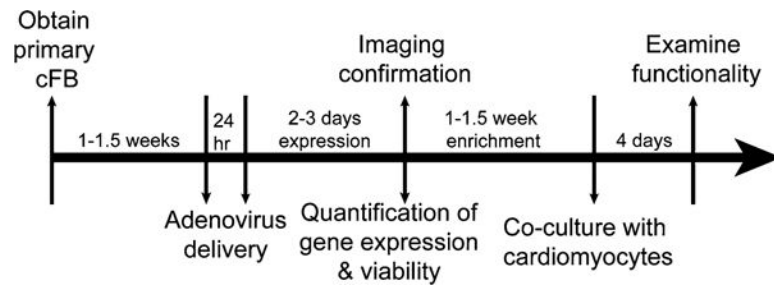 Obtain
primary
cFB
Imaging
confirmation
Examine
functionality
1-1.5 weeks
24
hr
2-3 days
expression
1-1.5 week
enrichment
4 days
Adenovirus
delivery
Quantification of
gene expression
& viability
Co-culture with
cardiomyocytes